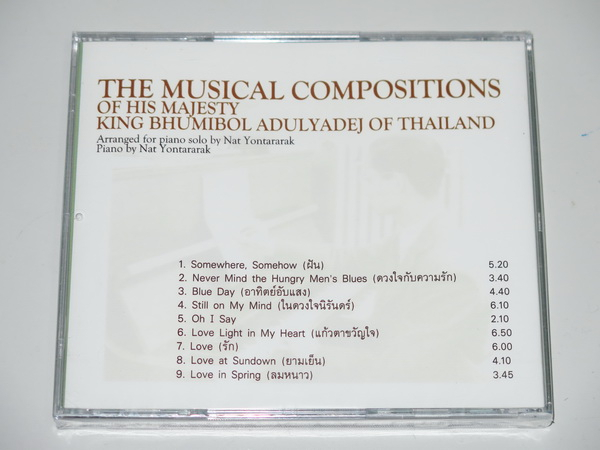 THE MUSICAL COMPOSITIONS
OF HIS MAJESTY
KING BHUMIBOL ADULYADEJ OF THAILAND
Arranged for piano solo by Nat Yontararak
Piano by Nat Yontararak
1. Somewhere, Somehow (ฝัน) 5.20
2. Never Mind the Hungry Men's Blues (ดวงใจกับความรัก) 3.40
3. Blue Day (อาทิตย์อับแสง) 4.40
4. Still on My Mind (ในดวงใจนิรันดร์) 6.10
5. Oh I Say 2.10
6. Love Light in My Heart (แก้วตาขวัญใจ) 6.50
7. Love (รัก) 6.00
8. Love at Sundown (ยามเย็น) 4.10
9. Love in Spring (ลมหนาว) 3.45